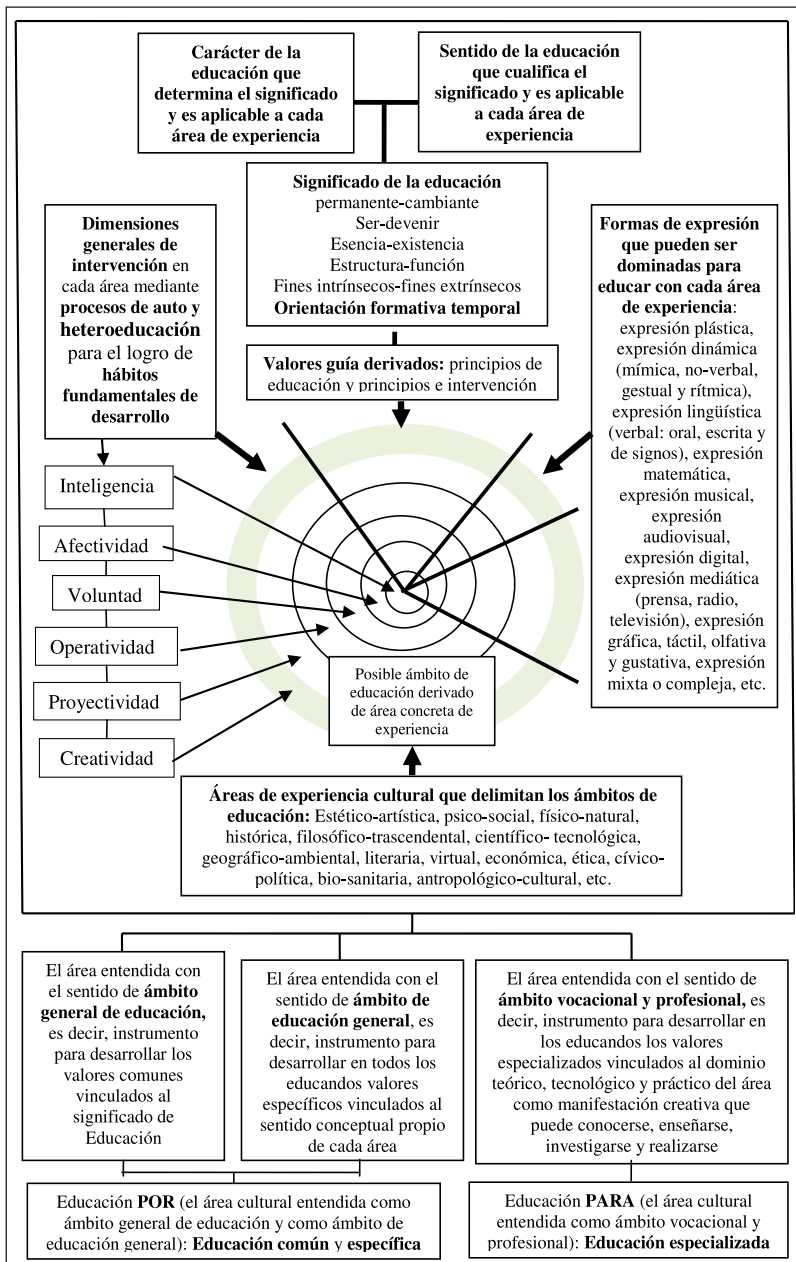 Carácter de la
educación que
determina el significado
y es aplicable a cada
área de experiencia
Sentido de la educación
que cualifica el
significado y es aplicable
a cada área de
experiencia
Significado de la educación
permanente-cambiante
Ser-devenir
Esencia-existencia
Estructura-función
Fines intrínsecos-fines extrínsecos
Orientación formativa temporal
Dimensiones
generales de
intervención en
cada área mediante
procesos de auto y
heteroeducación
para el logro de
hábitos
fundamentales de
desarrollo
Formas de expresión
que pueden ser
dominadas para
educar con cada área
de experiencia:
expresión plástica,
expresión dinámica
(mímica, no-verbal,
gestual y rítmica),
expresión lingüística
(verbal: oral, escrita y
de signos), expresión
matemática,
expresión musical,
expresión
audiovisual,
expresión digital,
expresión mediática
(prensa, radio,
televisión), expresión
gráfica, táctil, olfativa
y gustativa, expresión
mixta o compleja, etc.
Valores guía derivados: principios de
educación y principios e intervención
Inteligencia
Afectividad
Voluntad
Operatividad
Proyectividad
Creatividad
Posible ámbito de
educación derivado
de área concreta de
experiencia
Áreas de experiencia cultural que delimitan los ámbitos de
educación: Estético-artística, psico-social, físico-natural,
histórica, filosófico-trascendental, científico- tecnológica,
geográfico-ambiental, literaria, virtual, económica, ética, cívico-
política, bio-sanitaria, antropológico-cultural, etc.
El área entendida con
el sentido de ámbito
general de educación,
es decir, instrumento
para desarrollar los
valores comunes
vinculados al
significado de
Educación
El área entendida con el
sentido de ámbito de
educación general, es
decir, instrumento para
desarrollar en todos los
educandos valores
específicos vinculados al
sentido conceptual propio
de cada área
El área entendida con el sentido de
ámbito vocacional y profesional, es
decir, instrumento para desarrollar en
los educandos los valores
especializados vinculados al dominio
teórico, tecnológico y práctico del área
como manifestación creativa que
puede conocerse, enseñarse,
investigarse y realizarse
Educación POR (el área cultural entendida como
ámbito general de educación y como ámbito de
educación general): Educación común y específica
Educación PARA (el área cultural
entendida como ámbito vocacional y
profesional): Educación especializada